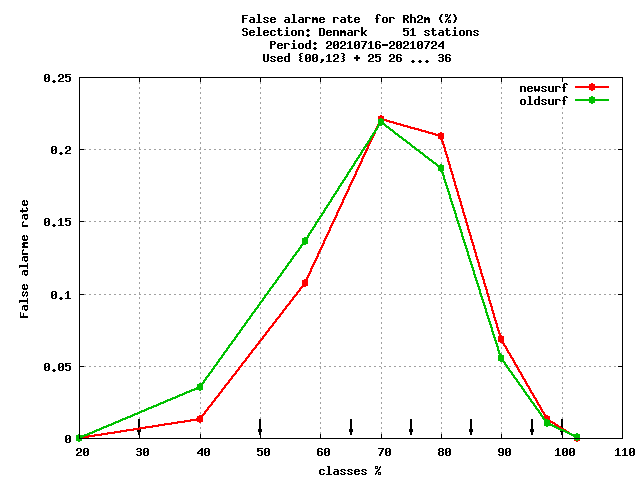 False alarme rate  for Rh2m (%)
Selection: Denmark     51 stations
Period: 20210716-20210724
Used {00,12} + 25 26 ... 36
newsurf
oldsurf
0.25
0.2
0.15
0.1
0.05
0
False alarme rate
20 30 40 50 60 70 80 90 100 110
classes %